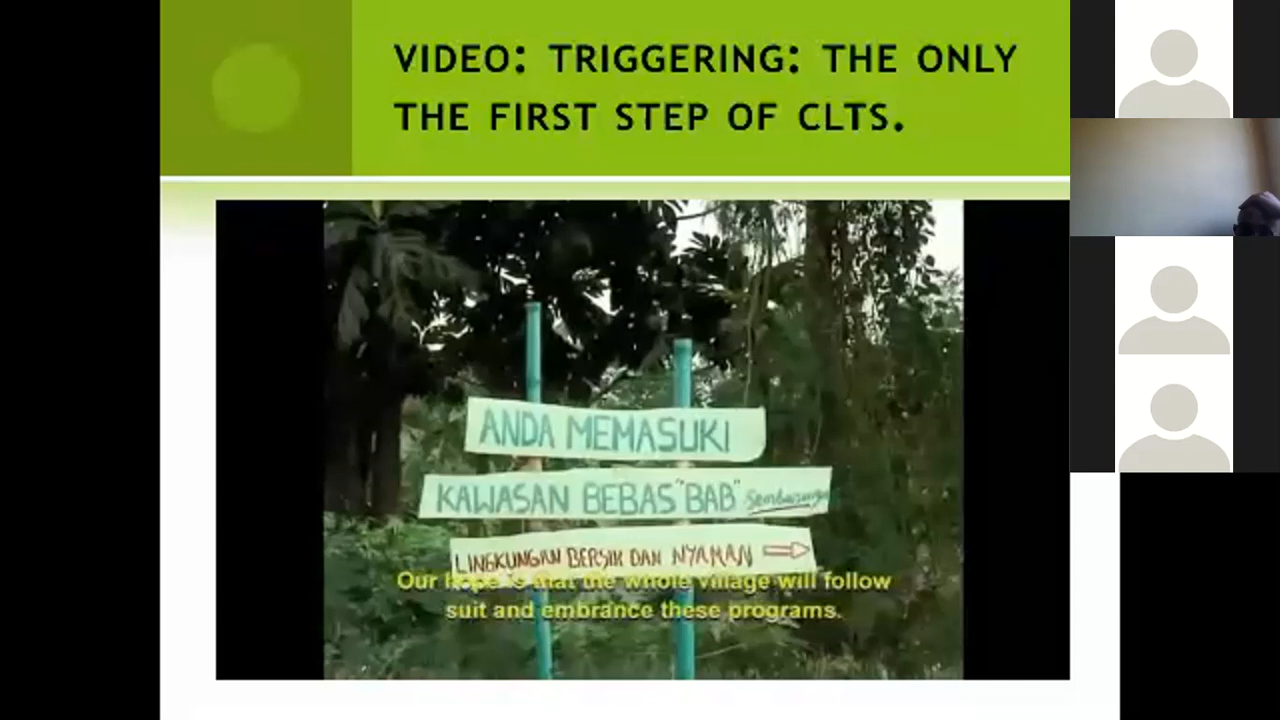 VIDEO: TRIGGERING: THE ONLY
THE FIRST STEP OF CLTS.
ANDA MEMASUKI
KAWASAN BEBAS "BAB"
LINGKUNGAN BERSIH DAN NYAMAN
Our hope is that the whole village will follow
suit and embrance these programs.